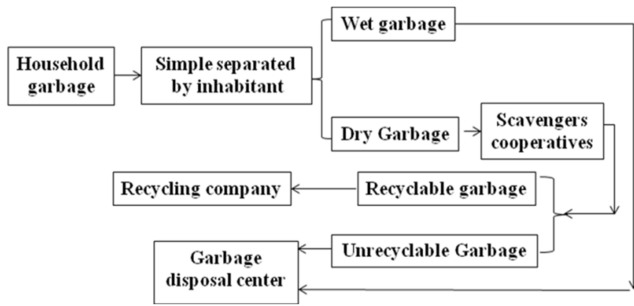 Wet garbage
Household
garbage
Simple separated
by inhabitant
Dry Garbage
Scavengers
cooperatives
Recycling company
Recyclable garbage
Unrecyclable Garbage
Garbage
disposal center